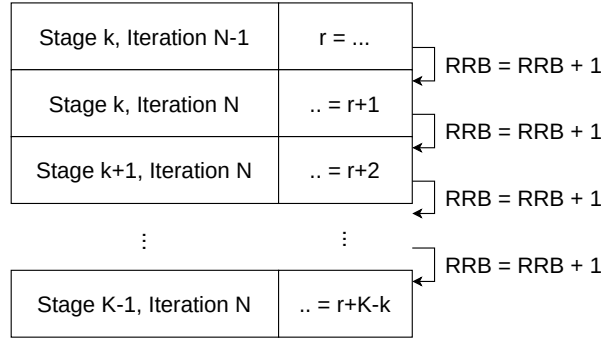 Stage k, Iteration N-1 r = ...
RRB = RRB + 1
Stage k, Iteration N .. = r+1
RRB = RRB + 1
Stage k+1, Iteration N .. = r+2
RRB = RRB + 1
... ...
RRB = RRB + 1
Stage K-1, Iteration N .. = r+K-k